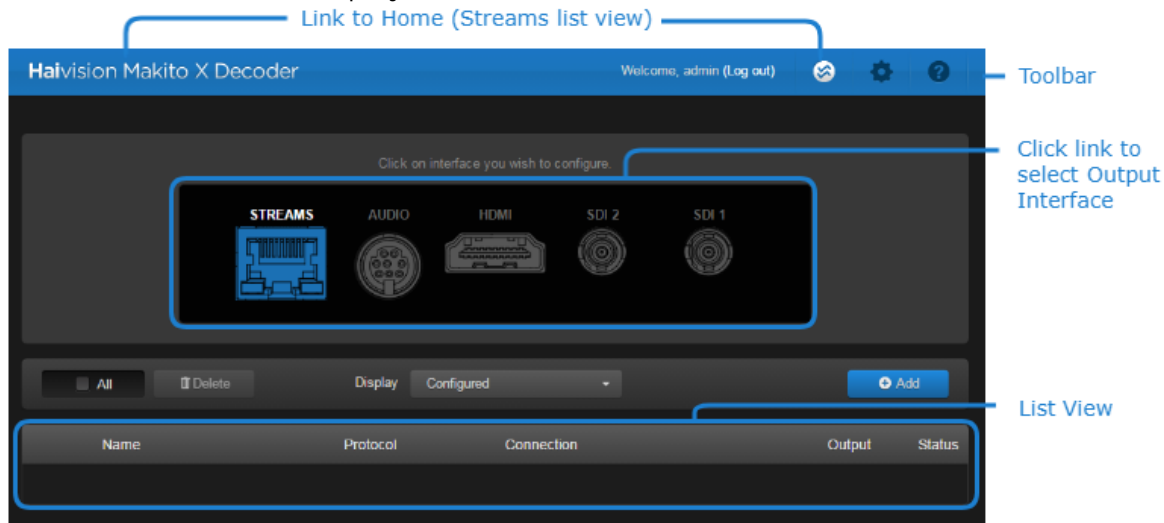 Link to Home (Streams list view)
Haivision Makito X Decoder
Welcome, admin (Log out)
?
Toolbar
Click on interface you wish to configure.
Click link to
select Output
Interface
STREAMS AUDIO HDMI SDI 2 SDI 1
All Delete Display Configured Add
List View
Name Protocol Connection Output Status